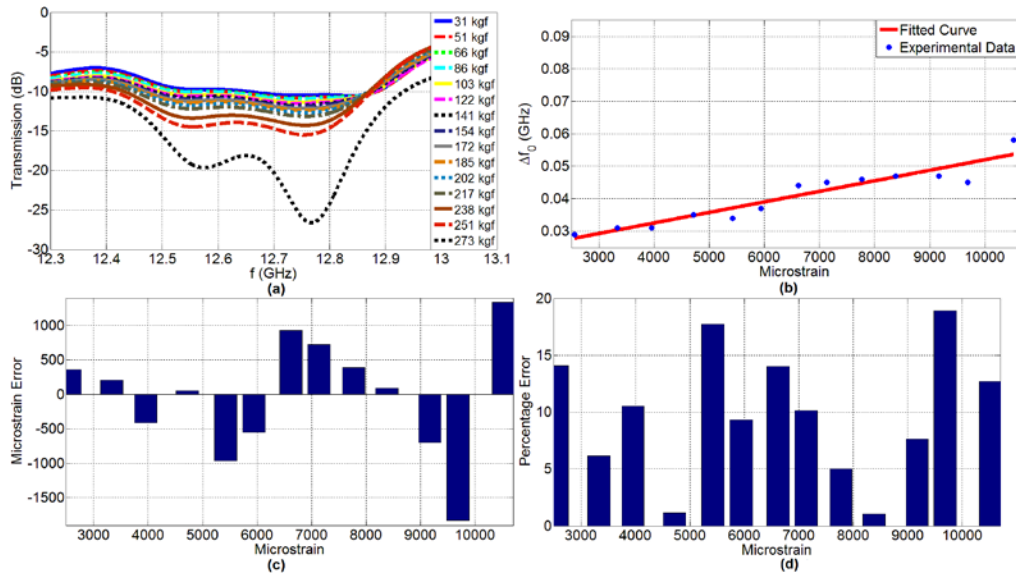 31 kgf
51 kgf
66 kgf
86 kgf
103 kgf
122 kgf
141 kgf
154 kgf
172 kgf
185 kgf
202 kgf
217 kgf
238 kgf
251 kgf
273 kgf
0
-5
-10
-15
-20
-25
-30
Transmission (dB)
12.3 12.4 12.5 12.6 12.7 12.8 12.9 13 13.1
f (GHz)
(a)
Fitted Curve
Experimental Data
0.09
0.08
0.07
0.06
0.05
0.04
0.03
Δf0 (GHz)
3000 4000 5000 6000 7000 8000 9000 10000
Microstrain
(b)
1000
500
0
-500
-1000
-1500
Microstrain Error
3000 4000 5000 6000 7000 8000 9000 10000
Microstrain
(c)
20
15
10
5
0
Percentage Error
3000 4000 5000 6000 7000 8000 9000 10000
Microstrain
(d)